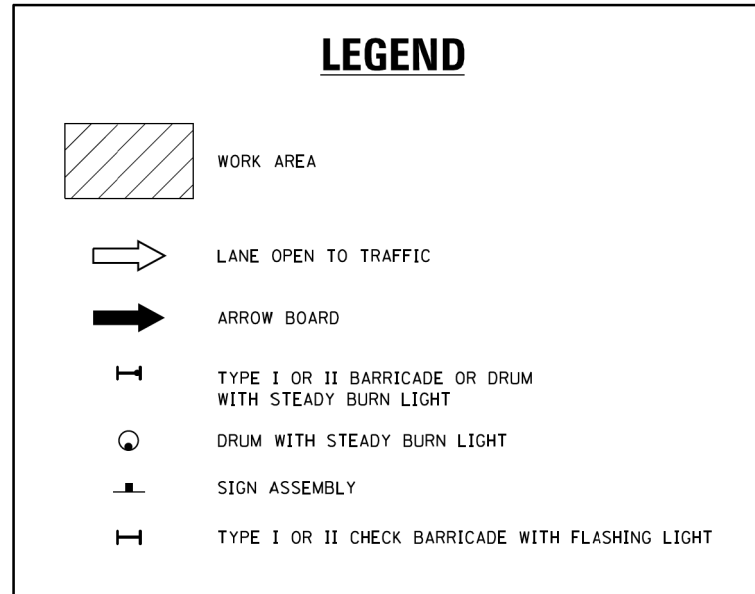 LEGEND
WORK AREA
LANE OPEN TO TRAFFIC
ARROW BOARD
TYPE I OR II BARRICADE OR DRUM
WITH STEADY BURN LIGHT
DRUM WITH STEADY BURN LIGHT
SIGN ASSEMBLY
TYPE I OR II CHECK BARRICADE WITH FLASHING LIGHT